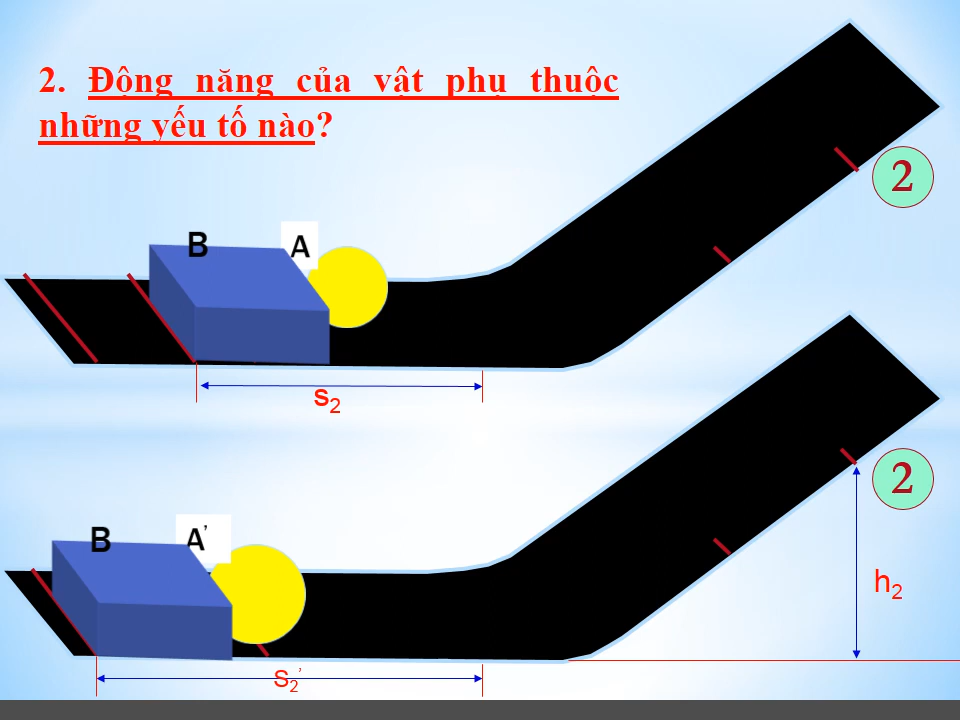 2. Động năng của vật phụ thuộc
những yếu tố nào?
2
B
A
s₂
2
B
A’
h₂
S₂’